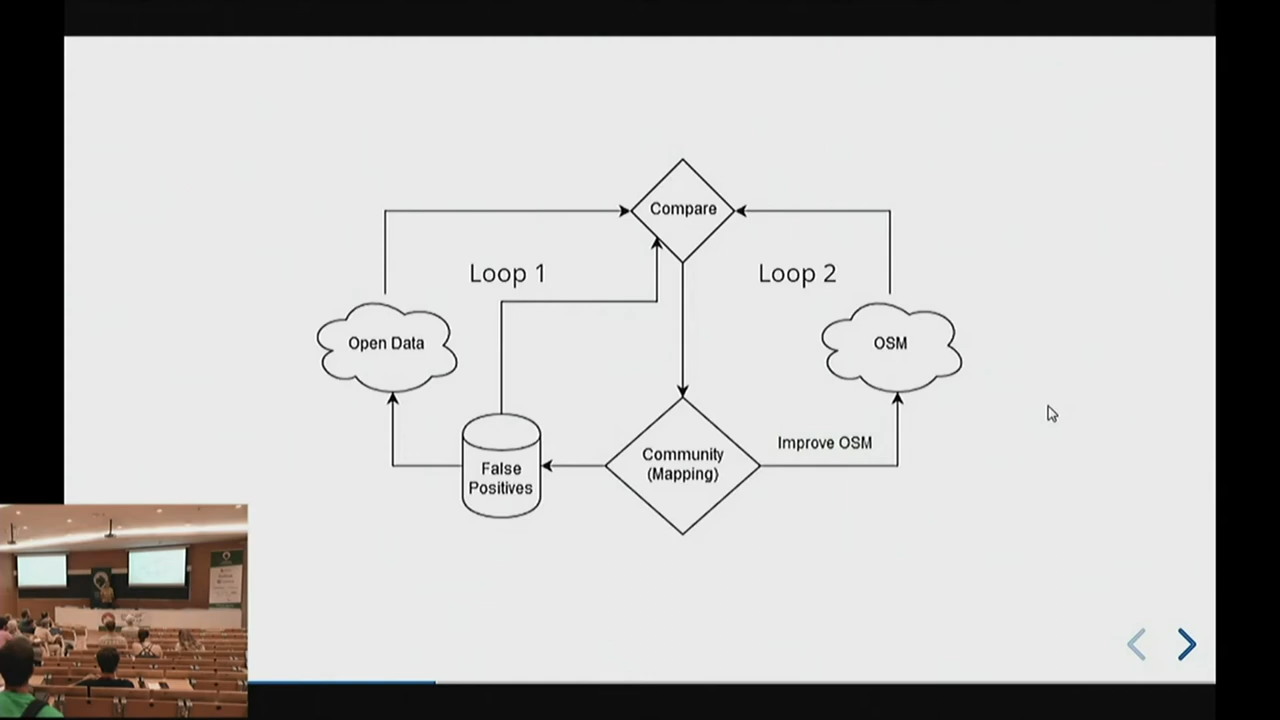 Compare
Loop 1
Loop 2
Open Data
OSM
Improve OSM
Community
(Mapping)
False
Positives